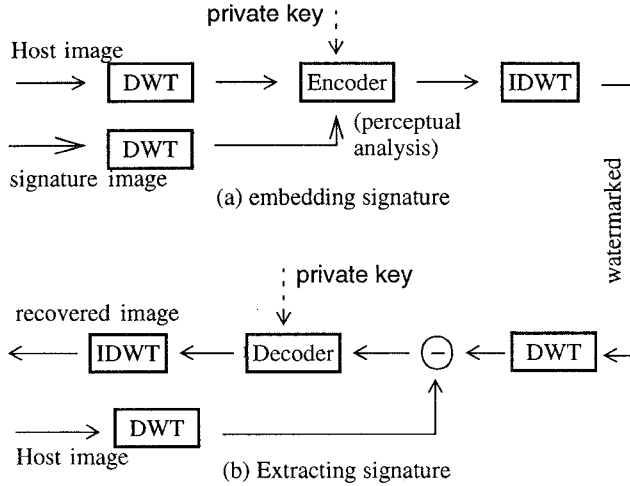 private key
Host image
DWT
Encoder
IDWT
DWT
(perceptual
analysis)
signature image
(a) embedding signature
watermarked
private key
recovered image
IDWT
Decoder
−
DWT
DWT
Host image
(b) Extracting signature